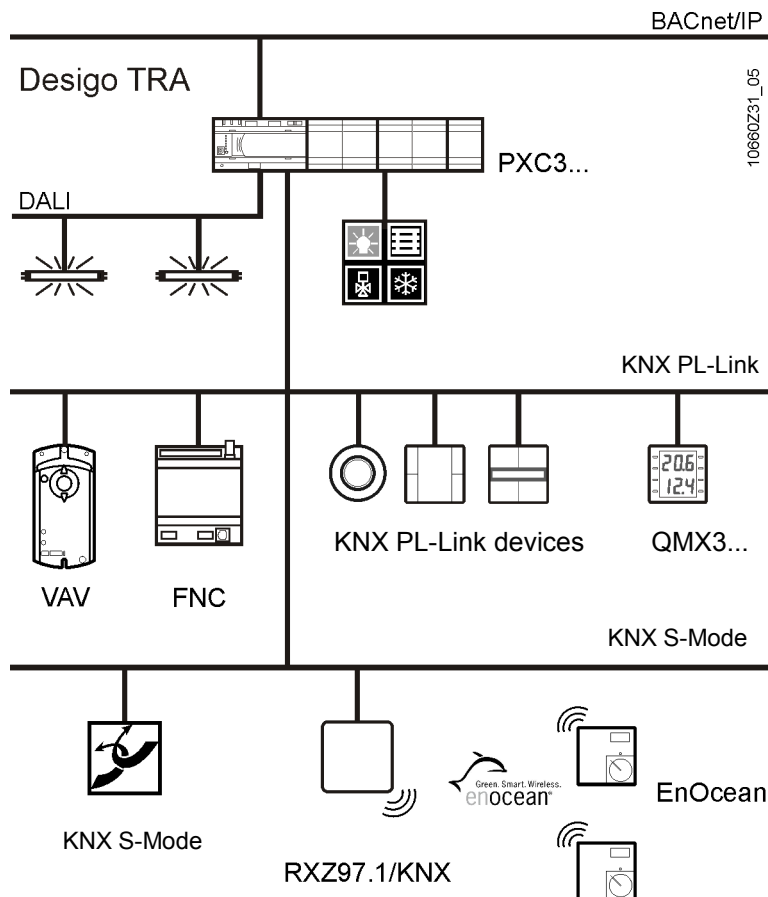 BACnet/IP
Desigo TRA
10660Z31_05
PXC3...
DALI
KNX PL-Link
20.6
12.4
KNX PL-Link devices
QMX3...
VAV
FNC
KNX S-Mode
Green. Smart. Wireless.
enocean®
EnOcean
KNX S-Mode
RXZ97.1/KNX